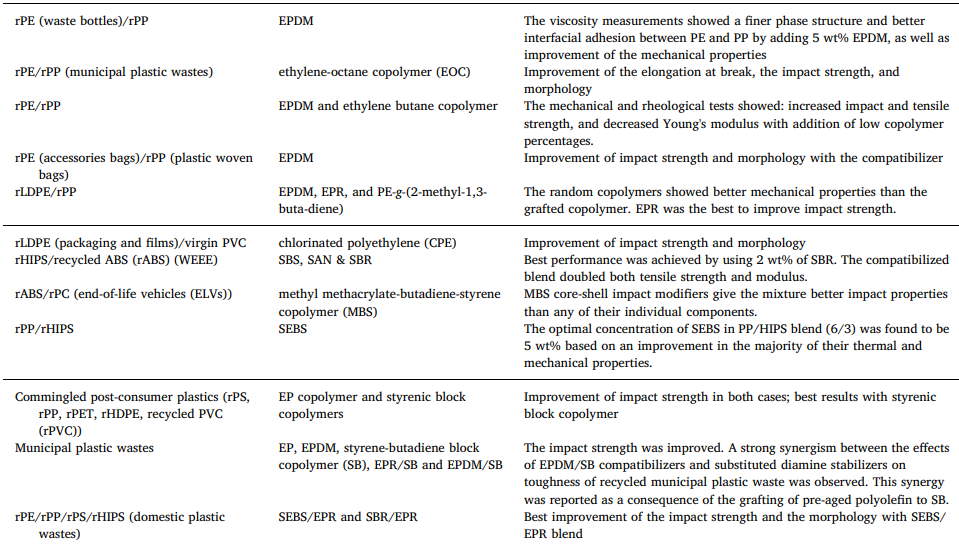 rPE (waste bottles)/rPP EPDM The viscosity measurements showed a finer phase structure and better
interfacial adhesion between PE and PP by adding 5 wt% EPDM, as well as
improvement of the mechanical properties
rPE/rPP (municipal plastic wastes) ethylene-octane copolymer (EOC) Improvement of the elongation at break, the impact strength, and
morphology
rPE/rPP EPDM and ethylene butane copolymer The mechanical and rheological tests showed: increased impact and tensile
strength, and decreased Young's modulus with addition of low copolymer
percentages.
rPE (accessories bags)/rPP (plastic woven EPDM Improvement of impact strength and morphology with the compatibilizer
bags)
rLDPE/rPP EPDM, EPR, and PE-g-(2-methyl-1,3- The random copolymers showed better mechanical properties than the
buta-diene) grafted copolymer. EPR was the best to improve impact strength.
rLDPE (packaging and films)/virgin PVC chlorinated polyethylene (CPE) Improvement of impact strength and morphology
rHIPS/recycled ABS (rABS) (WEEE) SBS, SAN & SBR Best performance was achieved by using 2 wt% of SBR. The compatibilized
blend doubled both tensile strength and modulus.
rABS/rPC (end-of-life vehicles (ELVs)) methyl methacrylate-butadiene-styrene MBS core-shell impact modifiers give the mixture better impact properties
copolymer (MBS) than any of their individual components.
rPP/rHIPS SEBS The optimal concentration of SEBS in PP/HIPS blend (6/3) was found to be
5 wt% based on an improvement in the majority of their thermal and
mechanical properties.
Commingled post-consumer plastics (rPS, EP copolymer and styrenic block Improvement of impact strength in both cases; best results with styrenic
rPP, rPET, rHDPE, recycled PVC copolymers block copolymer
(rPVC))
Municipal plastic wastes EP, EPDM, styrene-butadiene block The impact strength was improved. A strong synergism between the effects
copolymer (SB), EPR/SB and EPDM/SB of EPDM/SB compatibilizers and substituted diamine stabilizers on
toughness of recycled municipal plastic waste was observed. This synergy
was reported as a consequence of the grafting of pre-aged polyolefin to SB.
rPE/rPP/rPS/rHIPS (domestic plastic SEBS/EPR and SBR/EPR Best improvement of the impact strength and the morphology with SEBS/
wastes) EPR blend